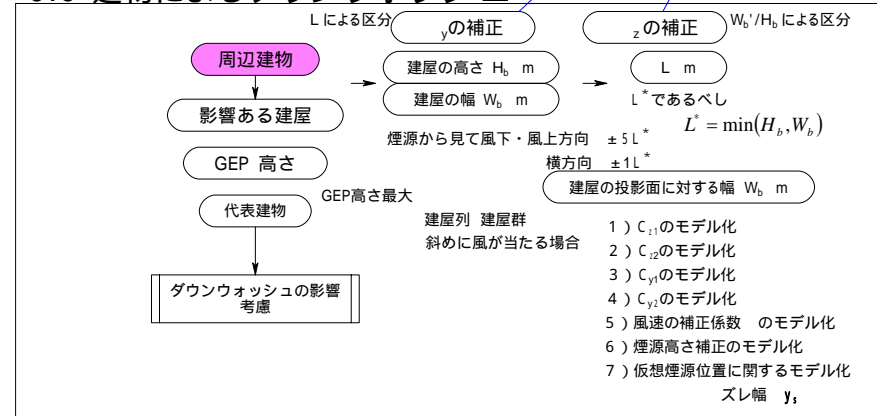 Lによる区分
yの補正
zの補正
Wb'/Hbによる区分
周辺建物
影響ある建屋
GEP 高さ
代表建物
GEP高さ最大
ダウンウォッシュの影響
考慮
建屋の高さ Hb m
建屋の幅 Wb m
L m
L*であるべし
L* = min(Hb,Wb)
煙源から見て風下・風上方向 ±5L*
横方向 ±1L*
建屋の投影面に対する幅 Wb m
建屋列 建屋群
斜めに風が当たる場合
1)Cz1のモデル化
2)Cz2のモデル化
3)Cy1のモデル化
4)Cy2のモデル化
5)風速の補正係数 のモデル化
6)煙源高さ補正のモデル化
7)仮想煙源位置に関するモデル化
ズレ幅 ys